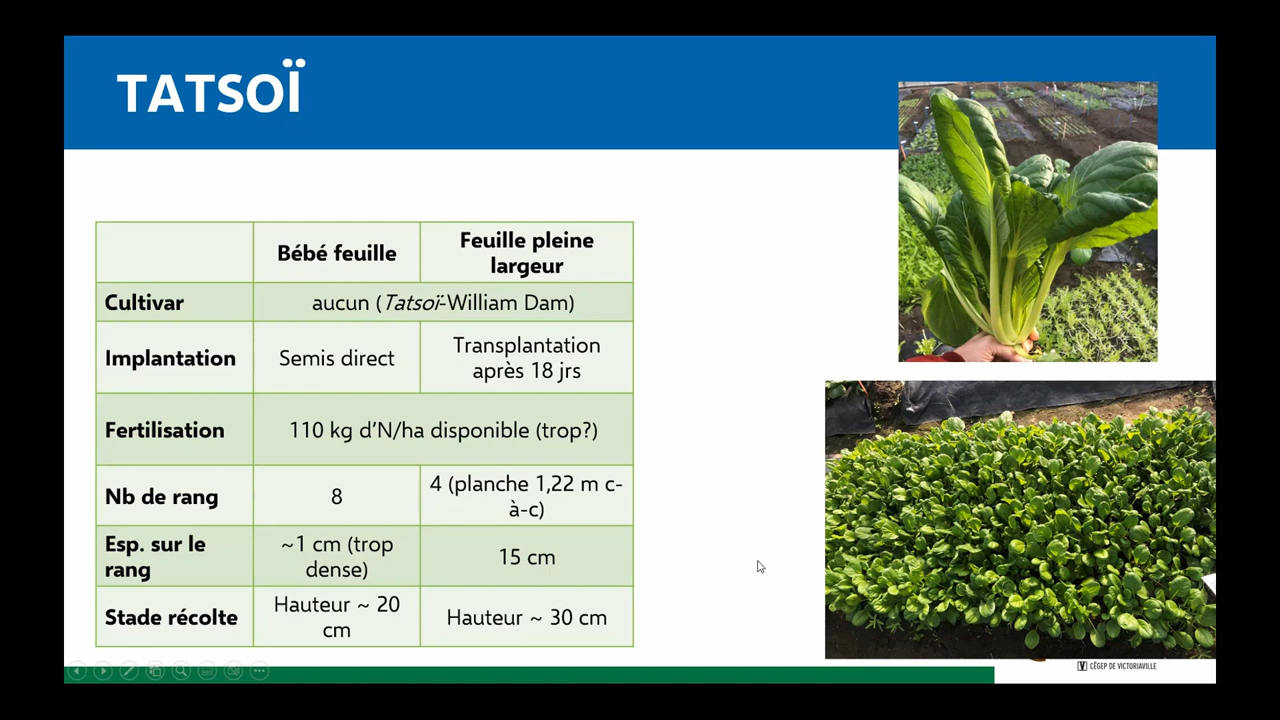 TATSOÏ
Bébé feuille
Feuille pleine
largeur
Cultivar
aucun (Tatsoï-William Dam)
Implantation
Semis direct
Transplantation
après 18 jrs
Fertilisation
110 kg d'N/ha disponible (trop?)
Nb de rang
8
4 (planche 1,22 m c-
à-c)
Esp. sur le
rang
~1 cm (trop
dense)
15 cm
Stade récolte
Hauteur ~ 20
cm
Hauteur ~ 30 cm
CÉGEP DE VICTORIAVILLE